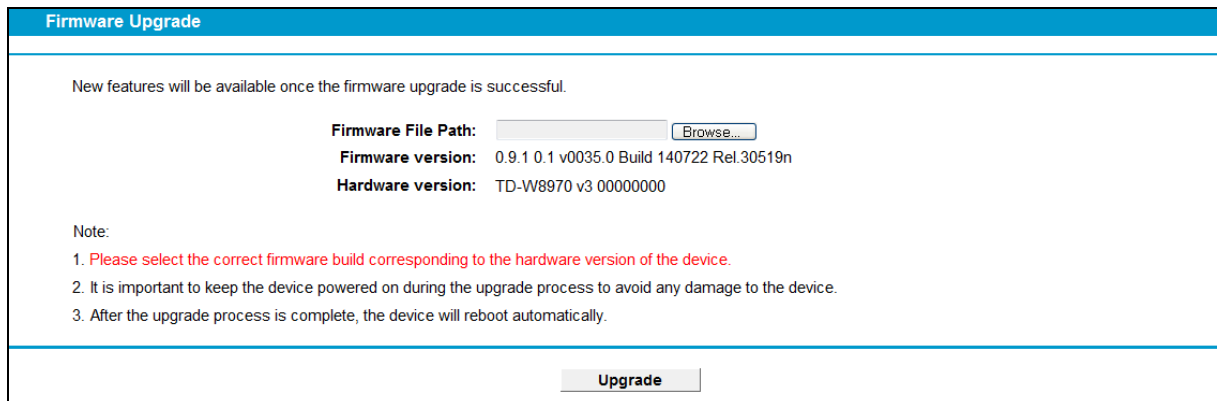 Firmware Upgrade
New features will be available once the firmware upgrade is successful.
Firmware File Path: Browse...
Firmware version: 0.9.1 0.1 v0035.0 Build 140722 Rel.30519n
Hardware version: TD-W8970 v3 00000000
Note:
1. Please select the correct firmware build corresponding to the hardware version of the device.
2. It is important to keep the device powered on during the upgrade process to avoid any damage to the device.
3. After the upgrade process is complete, the device will reboot automatically.
Upgrade